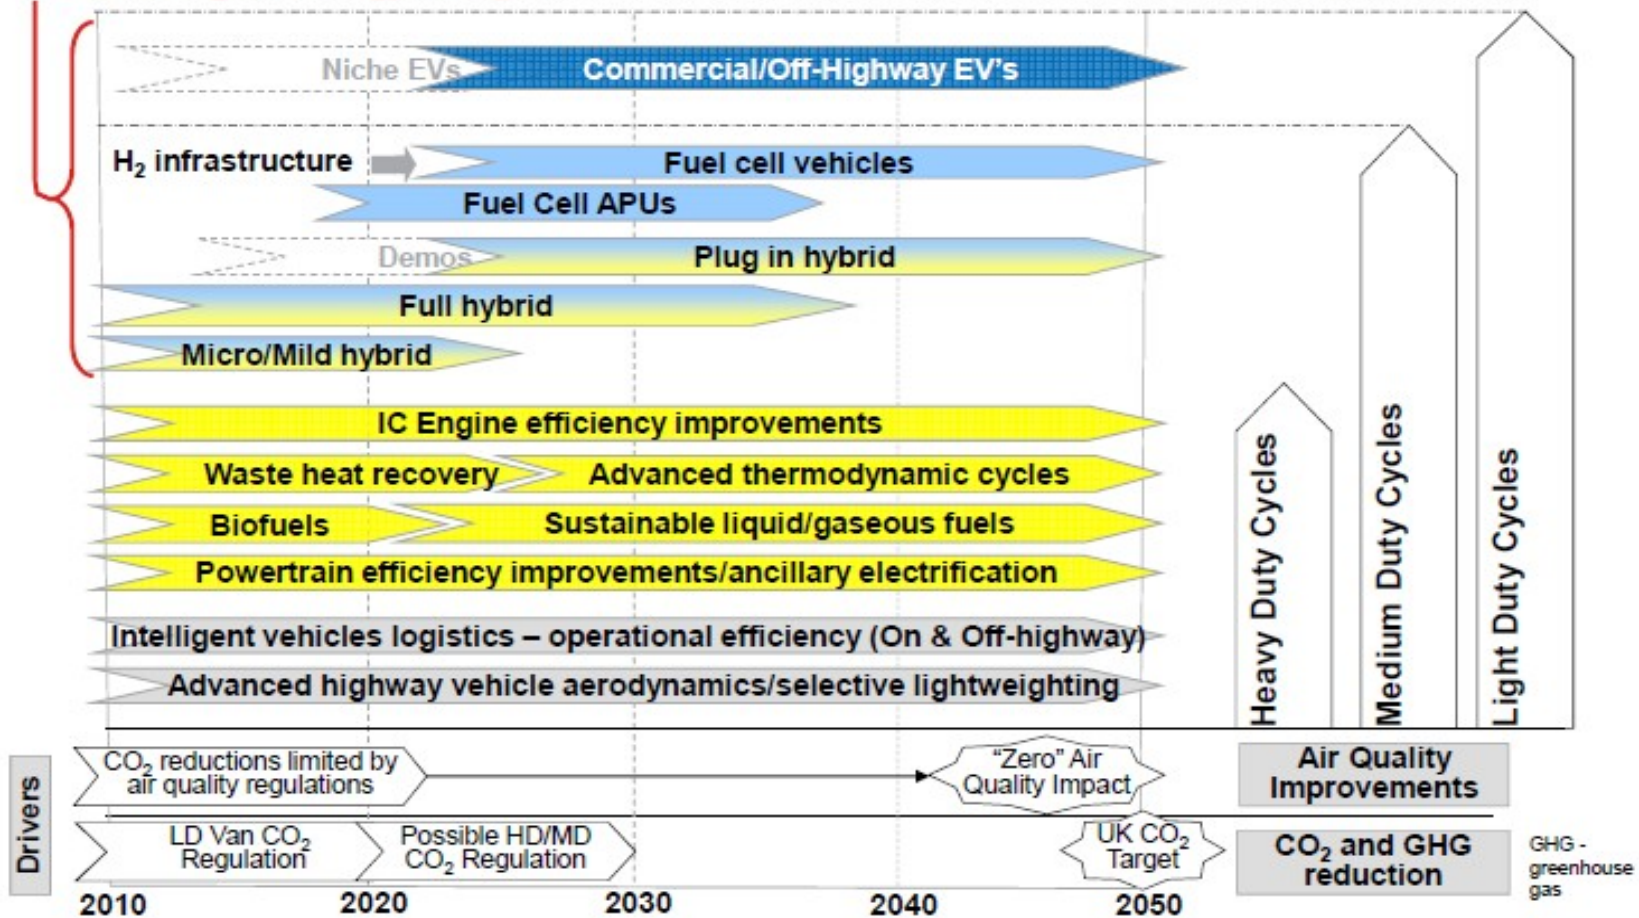 Niche EVs
Commercial/Off-Highway EV's
H₂ infrastructure
Fuel cell vehicles
Fuel Cell APUs
Demos
Plug in hybrid
Full hybrid
Micro/Mild hybrid
IC Engine efficiency improvements
Waste heat recovery
Advanced thermodynamic cycles
Biofuels
Sustainable liquid/gaseous fuels
Powertrain efficiency improvements/ancillary electrification
Intelligent vehicles logistics – operational efficiency (On & Off-highway)
Advanced highway vehicle aerodynamics/selective lightweighting
Heavy Duty Cycles
Medium Duty Cycles
Light Duty Cycles
Drivers
CO₂ reductions limited by
air quality regulations
“Zero” Air
Quality Impact
Air Quality
Improvements
LD Van CO₂
Regulation
Possible HD/MD
CO₂ Regulation
UK CO₂
Target
CO₂ and GHG
reduction
GHG -
greenhouse
gas
2010
2020
2030
2040
2050